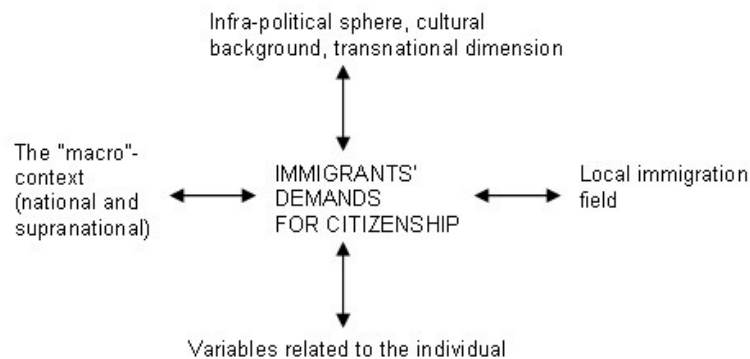 Infra-political sphere, cultural
background, transnational dimension
The "macro"-
context
(national and
supranational)
IMMIGRANTS'
DEMANDS
FOR CITIZENSHIP
Local immigration
field
Variables related to the individual